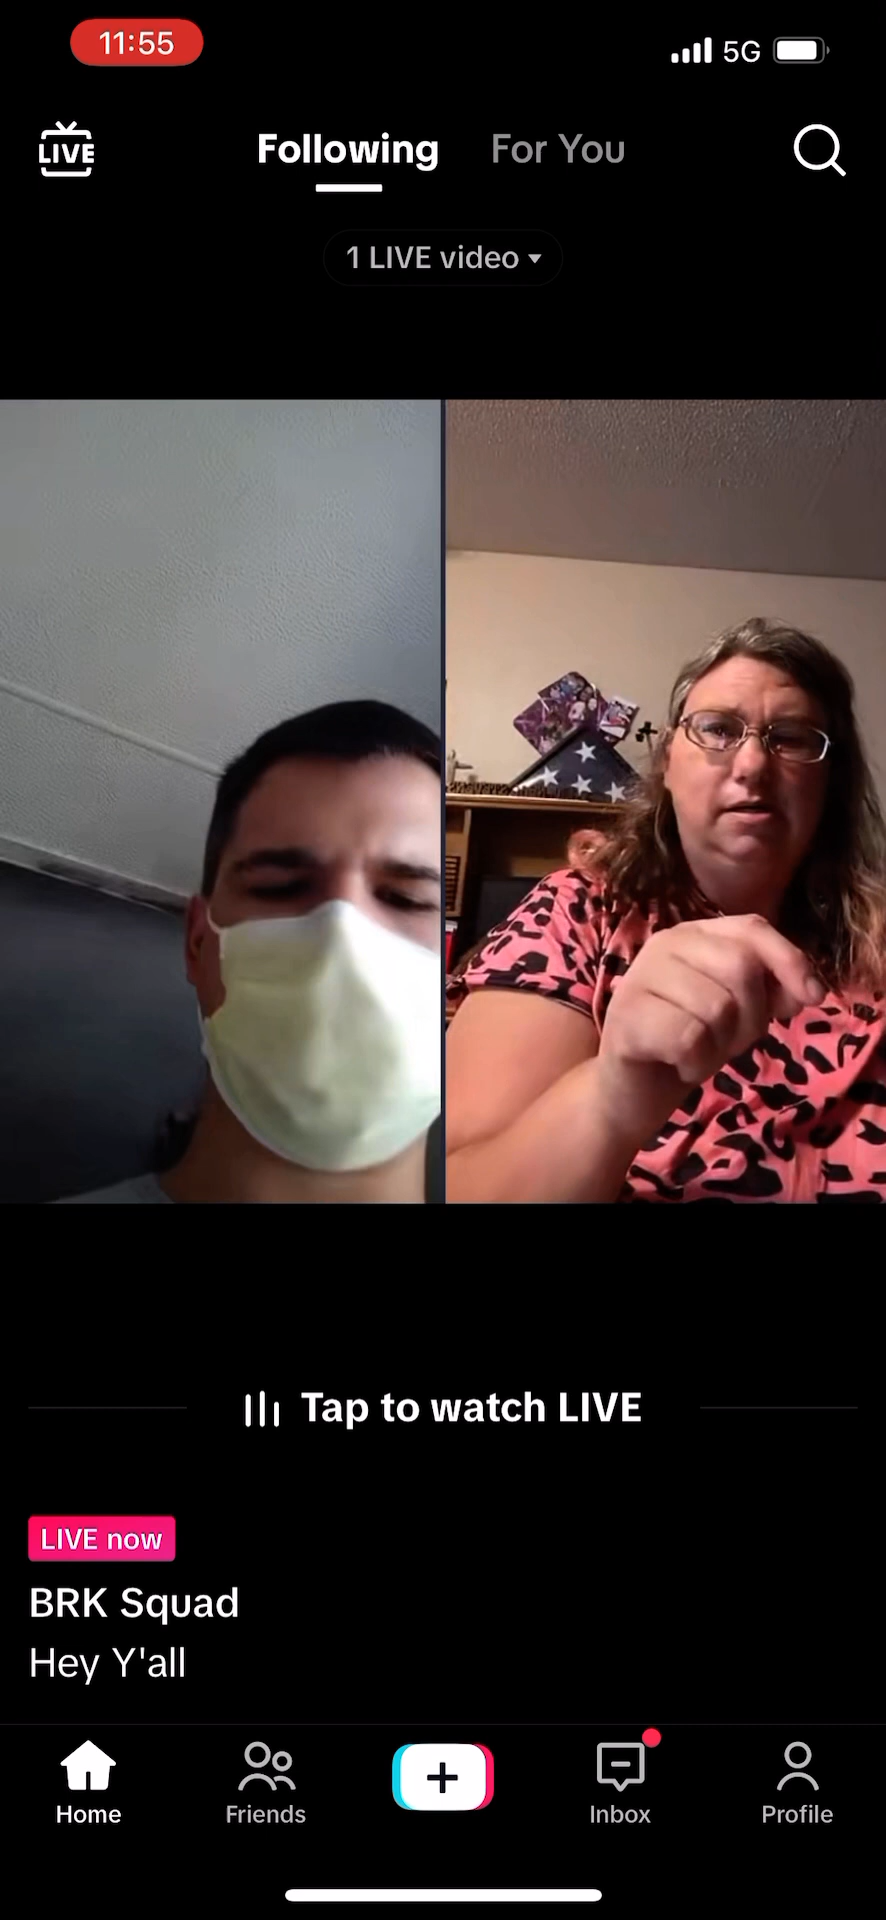 11:55
5G
LIVE
Following
For You
1 LIVE video
Tap to watch LIVE
LIVE now
BRK Squad
Hey Y'all
Home
Friends
Inbox
Profile